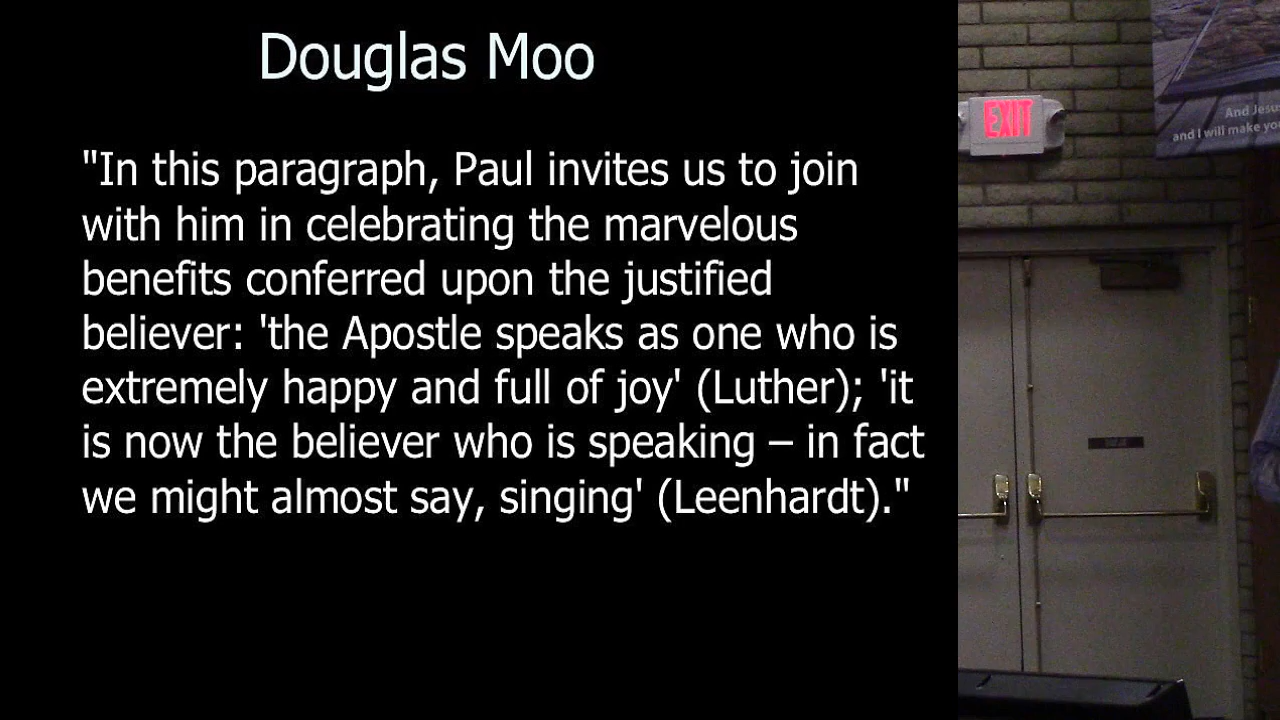 Douglas Moo
"In this paragraph, Paul invites us to join
with him in celebrating the marvelous
benefits conferred upon the justified
believer: 'the Apostle speaks as one who is
extremely happy and full of joy' (Luther); 'it
is now the believer who is speaking – in fact
we might almost say, singing' (Leenhardt)."
EXIT
And Jesus
and I will make you